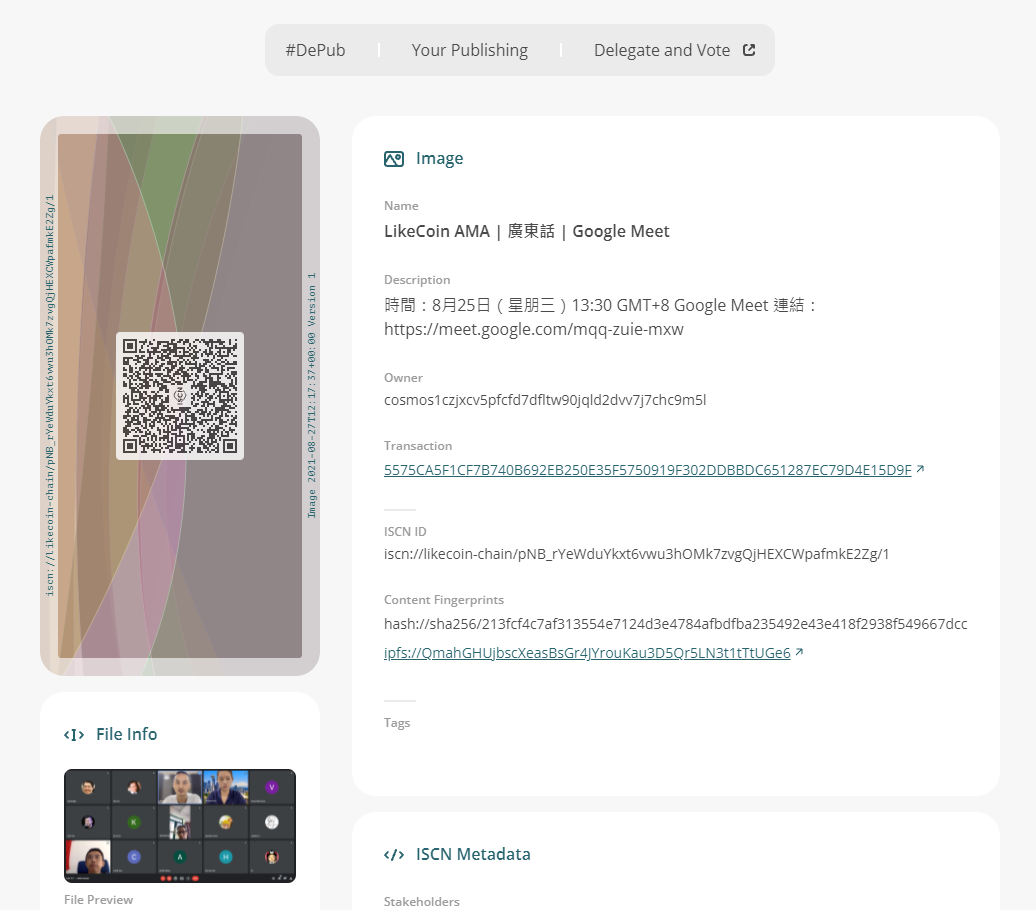 #DePub
Your Publishing
Delegate and Vote
iscn://likecoin-chain/pNB_rYeWduYkxt6vwu3hOMk7zvgQjHEXCWpafmkE2Zg/1
ISCN
Image 2021-08-27T12:17:37+00:00 Version 1
Image
Name
LikeCoin AMA | 廣東話 | Google Meet
Description
時間：8月25日（星朋三）13:30 GMT+8 Google Meet 連結：
https://meet.google.com/mqq-zuie-mxw
Owner
cosmos1czjxcv5pfcfd7dfltw90jqld2dvv7j7chc9m5l
Transaction
5575CA5F1CF7B740B692EB250E35F5750919F302DDBBDC651287EC79D4E15D9F
ISCN ID
iscn://likecoin-chain/pNB_rYeWduYkxt6vwu3hOMk7zvgQjHEXCWpafmkE2Zg/1
Content Fingerprints
hash://sha256/213fcf4c7af313554e7124d3e4784afbdfba235492e43e418f2938f549667dcc
ipfs://QmahGHUjbscXeasBsGr4JYrouKau3D5Qr5LN3t1tTtUGe6
Tags
File Info
V
K
C
A
H
File Preview
ISCN Metadata
Stakeholders